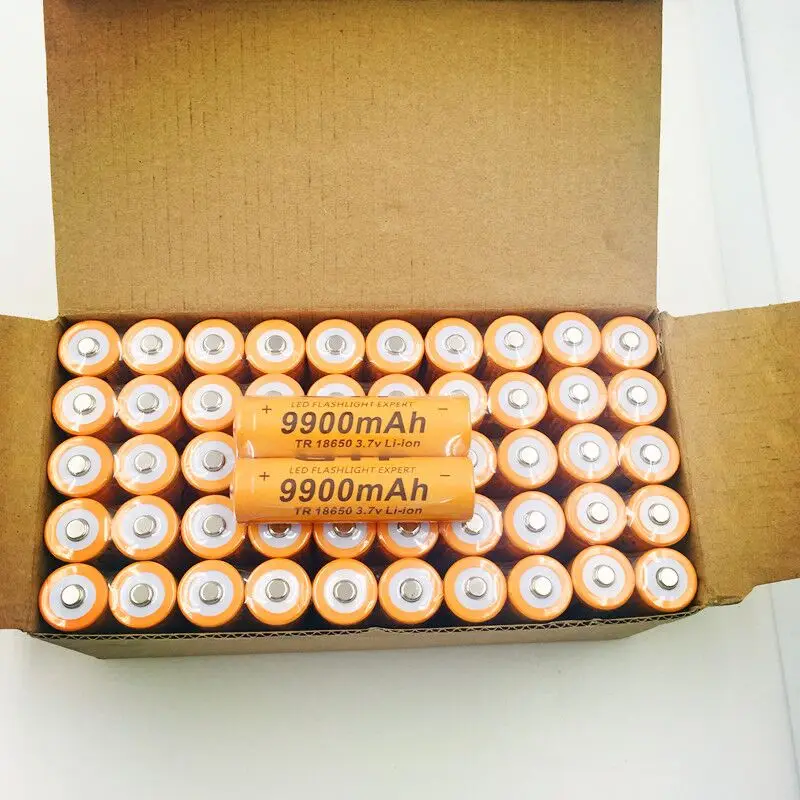 + LED FLASHLIGHT EXPERT −
9900mAh
TR 18650 3.7v Li-ion
+ LED FLASHLIGHT EXPERT −
9900mAh
TR 18650 3.7v Li-ion